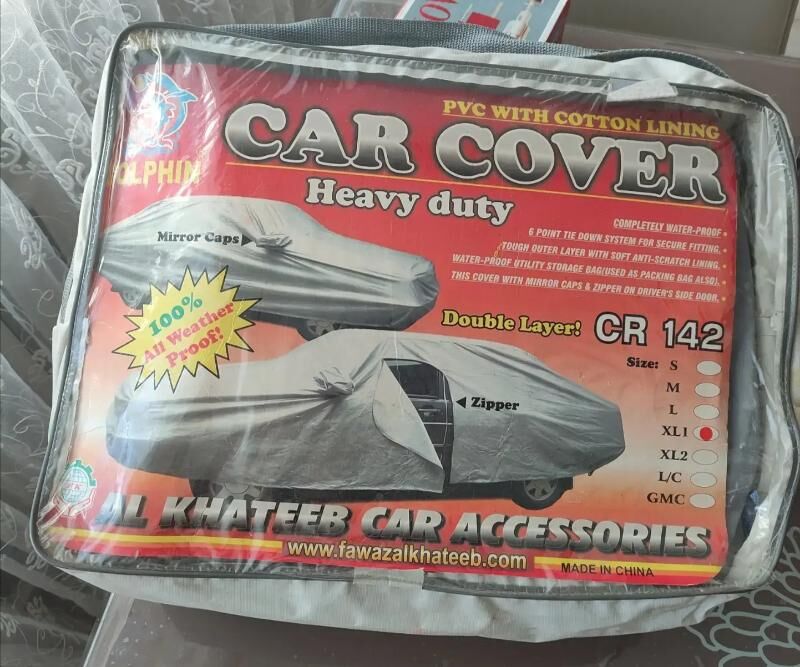 PVC WITH COTTON LINING
CAR COVER
DOLPHIN
Heavy duty
COMPLETELY WATER-PROOF •
6 POINT TIE DOWN SYSTEM FOR SECURE FITTING. •
TOUGH OUTER LAYER WITH SOFT ANTI-SCRATCH LINING. •
WATER-PROOF UTILITY STORAGE BAG(USED AS PACKING BAG ALSO). •
THIS COVER WITH MIRROR CAPS & ZIPPER ON DRIVER'S SIDE DOOR. •
Mirror Caps
100%
All Weather
Proof!
Double Layer! CR 142
Size: S
M
L
XL1
XL2
L/C
GMC
Zipper
AL KHATEEB CAR ACCESSORIES
www.fawazalkhateeb.com
MADE IN CHINA